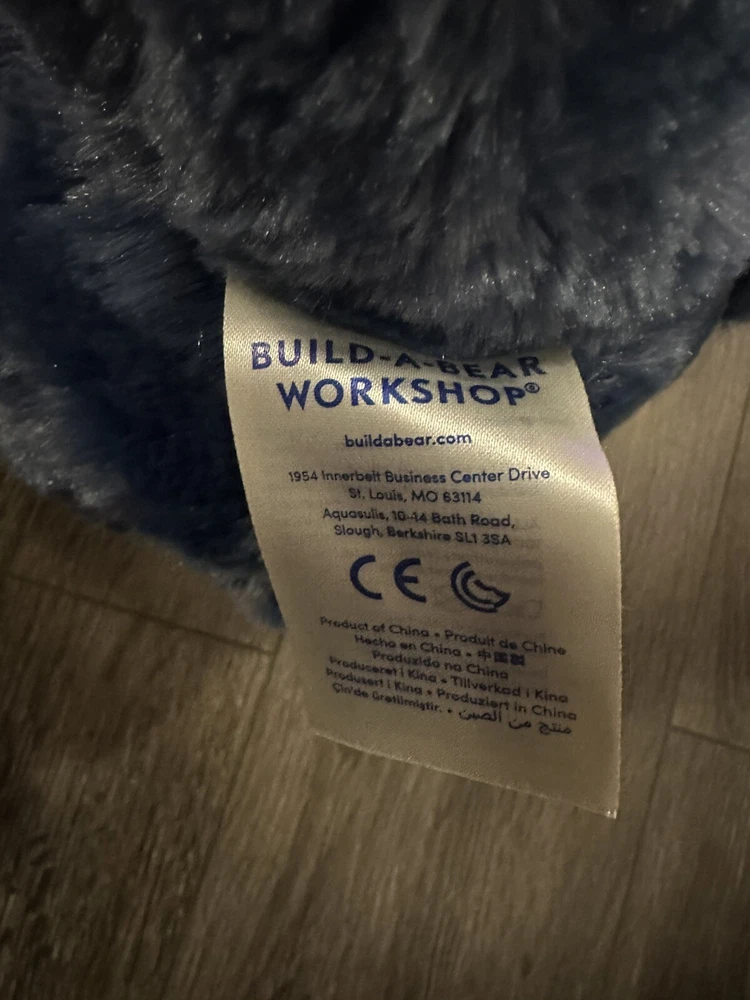 BUILD-A-BEAR
WORKSHOP®
buildabear.com
1954 Innerbelt Business Center Drive
St. Louis, MO 63114
Aquasulis, 10-14 Bath Road,
Slough, Berkshire SL1 3SA
CE
Product of China • Produit de Chine
Hecho en China • 中国
Produzido na China
Produceret i Kina • Tillverkad i Kina
Produsert i Kina • Produziert in China
Çin'de üretilmiştir. • منتج من الصين